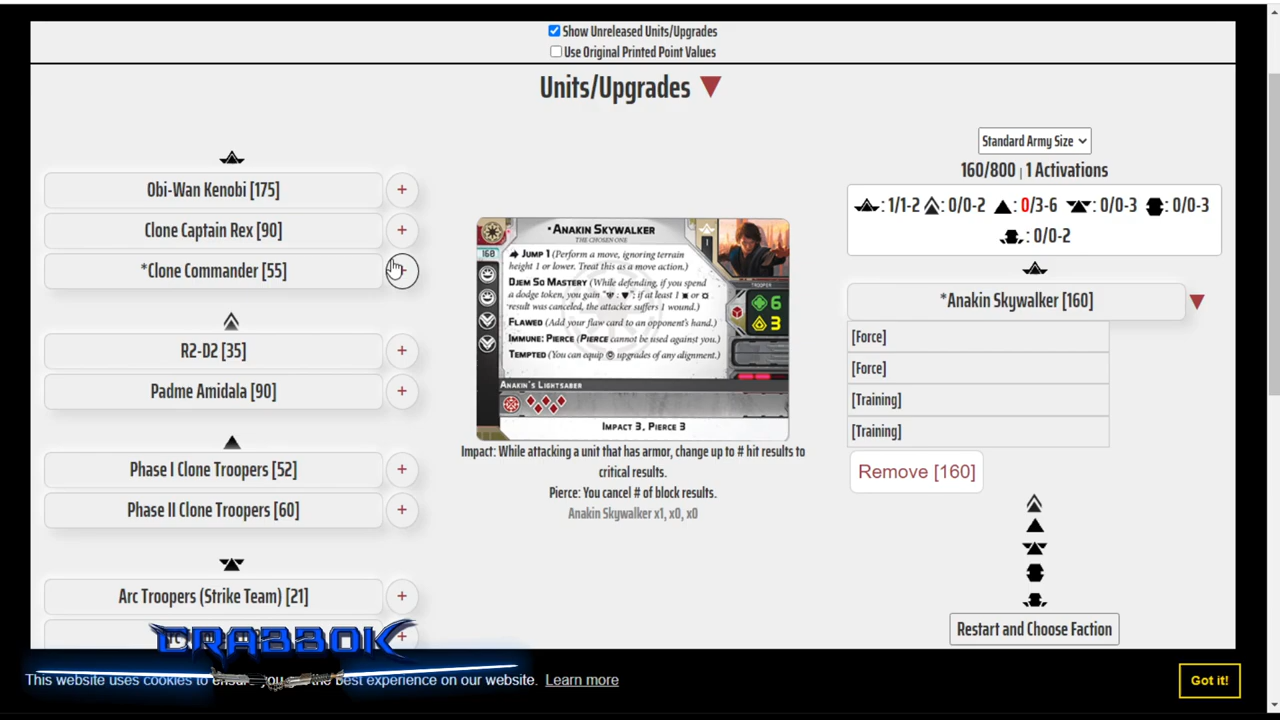 Show Unreleased Units/Upgrades
Use Original Printed Point Values
Units/Upgrades
Obi-Wan Kenobi [175]
+
Clone Captain Rex [90]
+
*Clone Commander [55]
R2-D2 [35]
+
Padme Amidala [90]
+
Phase I Clone Troopers [52]
+
Phase II Clone Troopers [60]
+
Arc Troopers (Strike Team) [21]
+
+
•Anakin Skywalker
The Chosen One
160
1
Jump 1 (Perform a move, ignoring terrain
height 1 or lower. Treat this as a move action.)
Djem So Mastery (While defending, if you spend
a dodge token, you gain
result was canceled, the attacker suffers 1 wound.)
Flawed (Add your flaw card to an opponent's hand.)
Immune: Pierce (Pierce cannot be used against you.)
Tempted (You can equip upgrades of any alignment.)
Trooper
6
3
Anakin's Lightsaber
Impact 3, Pierce 3
Impact: While attacking a unit that has armor, change up to # hit results to
critical results.
Pierce: You cancel # of block results.
Anakin Skywalker x1, x0, x0
Standard Army Size
160/800 | 1 Activations
: 1/1-2 : 0/0-2 : 0/3-6 : 0/0-3 : 0/0-3
: 0/0-2
*Anakin Skywalker [160]
[Force]
[Force]
[Training]
[Training]
Remove [160]
Restart and Choose Faction
CRABBOK
This website uses cookies to ensure you get the best experience on our website. Learn more
Got it!